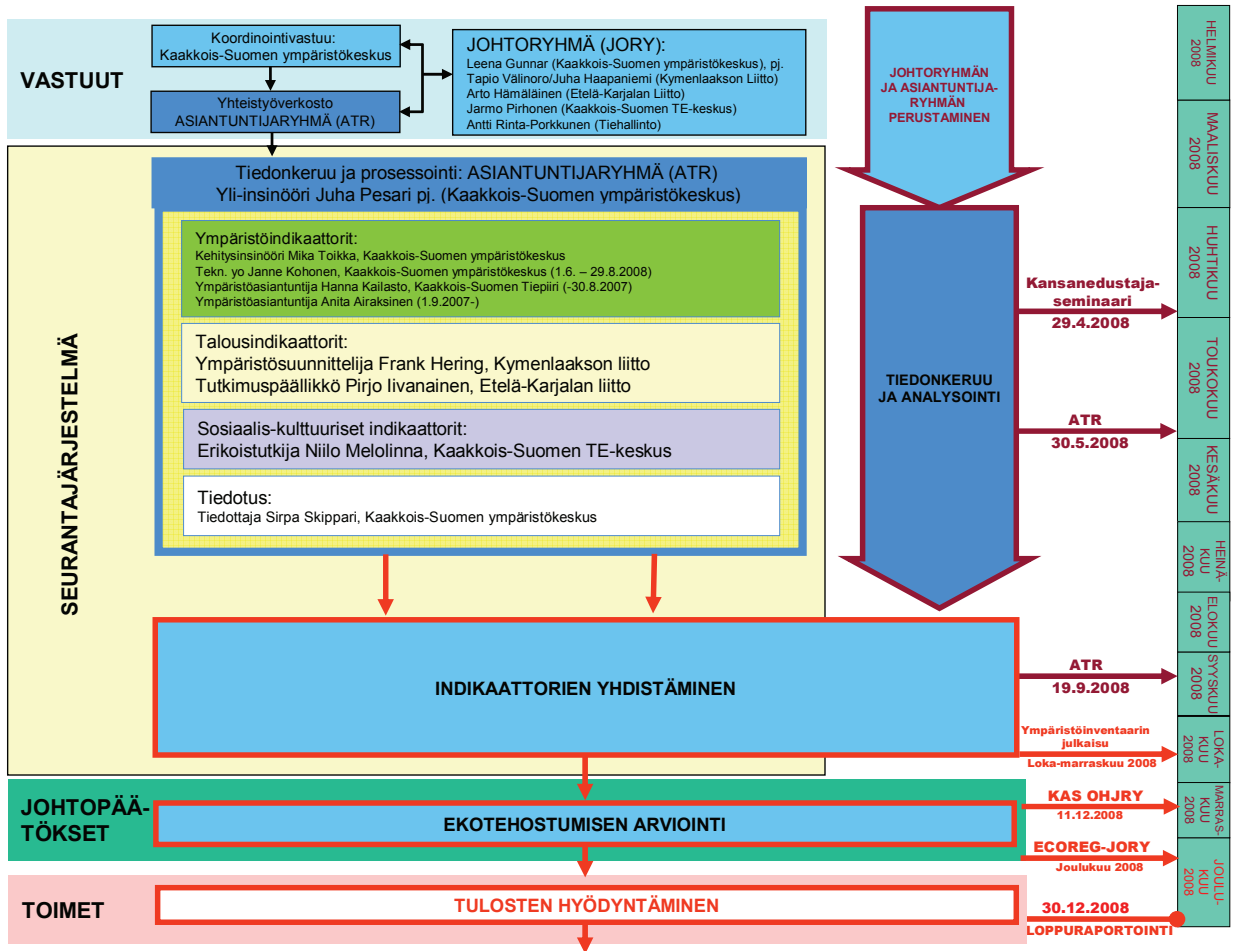 VASTUUT
Koordinointivastuu:
Kaakkois-Suomen ympäristökeskus
Yhteistyöverkosto
ASIANTUNTIJARYHMÄ (ATR)
JOHTORYHMÄ (JORY):
Leena Gunnar (Kaakkois-Suomen ympäristökeskus), pj.
Tapio Välinoro/Juha Haapaniemi (Kymenlaakson Liitto)
Arto Hämäläinen (Etelä-Karjalan Liitto)
Jarmo Pirhonen (Kaakkois-Suomen TE-keskus)
Antti Rinta-Porkkunen (Tiehallinto)
SEURANTAJÄRJESTELMÄ
Tiedonkeruu ja prosessointi: ASIANTUNTIJARYHMÄ (ATR)
Yli-insinööri Juha Pesari pj. (Kaakkois-Suomen ympäristökeskus)
Ympäristöindikaattorit:
Kehitysinsinööri Mika Toikka, Kaakkois-Suomen ympäristökeskus
Tekn. yo Janne Kohonen, Kaakkois-Suomen ympäristökeskus (1.6. – 29.8.2008)
Ympäristöasiantuntija Hanna Kailasto, Kaakkois-Suomen Tiepiiri (-30.8.2007)
Ympäristöasiantuntija Anita Airaksinen (1.9.2007-)
Talousindikaattorit:
Ympäristösuunnittelija Frank Hering, Kymenlaakson liitto
Tutkimuspäällikkö Pirjo Iivanainen, Etelä-Karjalan liitto
Sosiaalis-kulttuuriset indikaattorit:
Erikoistutkija Niilo Melolinna, Kaakkois-Suomen TE-keskus
Tiedotus:
Tiedottaja Sirpa Skippari, Kaakkois-Suomen ympäristökeskus
INDIKAATTORIEN YHDISTÄMINEN
JOHTOPÄÄ-
TÖKSET
EKOTEHOSTUMISEN ARVIOINTI
TOIMET
TULOSTEN HYÖDYNTÄMINEN
JOHTORYHMÄN
JA ASIANTUNTIJA-
RYHMÄN
PERUSTAMINEN
TIEDONKERUU
JA ANALYSOINTI
Kansanedustaja-
seminaari
29.4.2008
ATR
30.5.2008
ATR
19.9.2008
Ympäristöinventaarin
julkaisu
Loka-marraskuu 2008
KAS OHJRY
11.12.2008
ECOREG-JORY
Joulukuu 2008
30.12.2008
LOPPURAPORTOINTI
HELMIKUU
2008
MAALISKUU
2008
HUHTIKUU
2008
TOUKOKUU
2008
KESÄKUU
2008
HEINÄ-
KUU
2008
ELOKUU
2008
SYYSKUU
2008
LOKA-
KUU
2008
MARRAS-
KUU
2008
JOULU-
KUU
2008